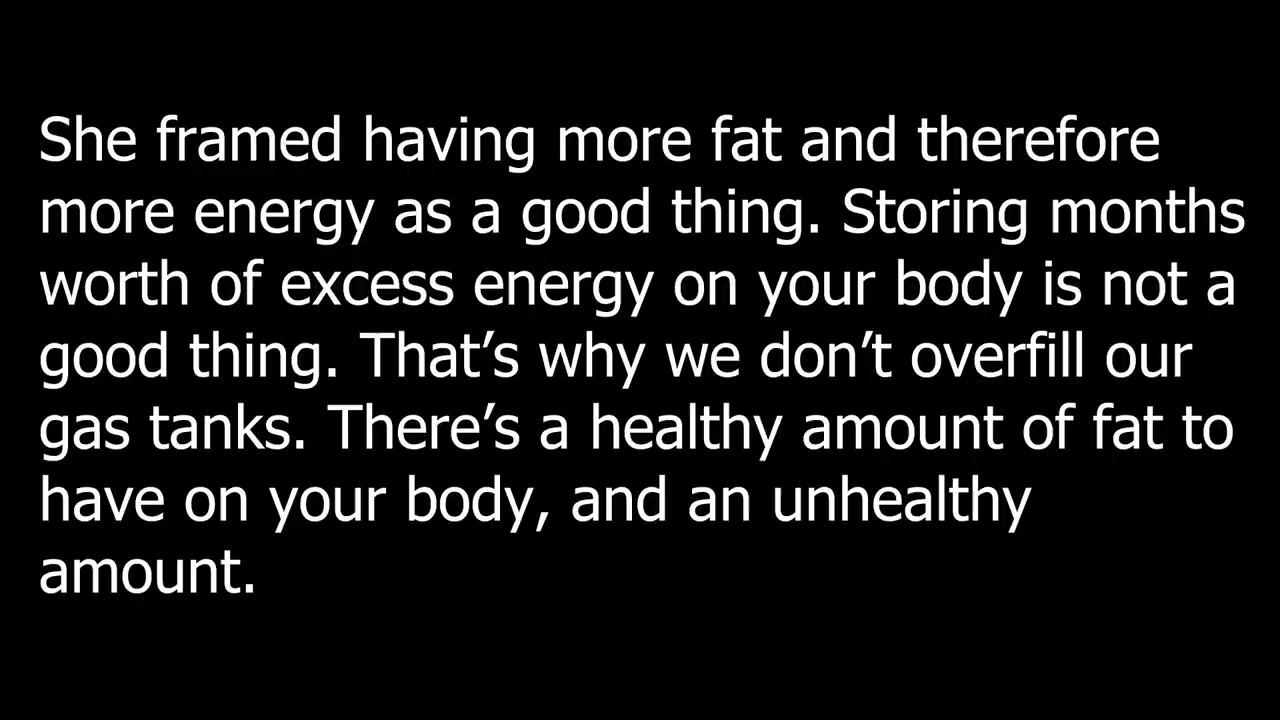 She framed having more fat and therefore
more energy as a good thing. Storing months
worth of excess energy on your body is not a
good thing. That’s why we don’t overfill our
gas tanks. There’s a healthy amount of fat to
have on your body, and an unhealthy
amount.